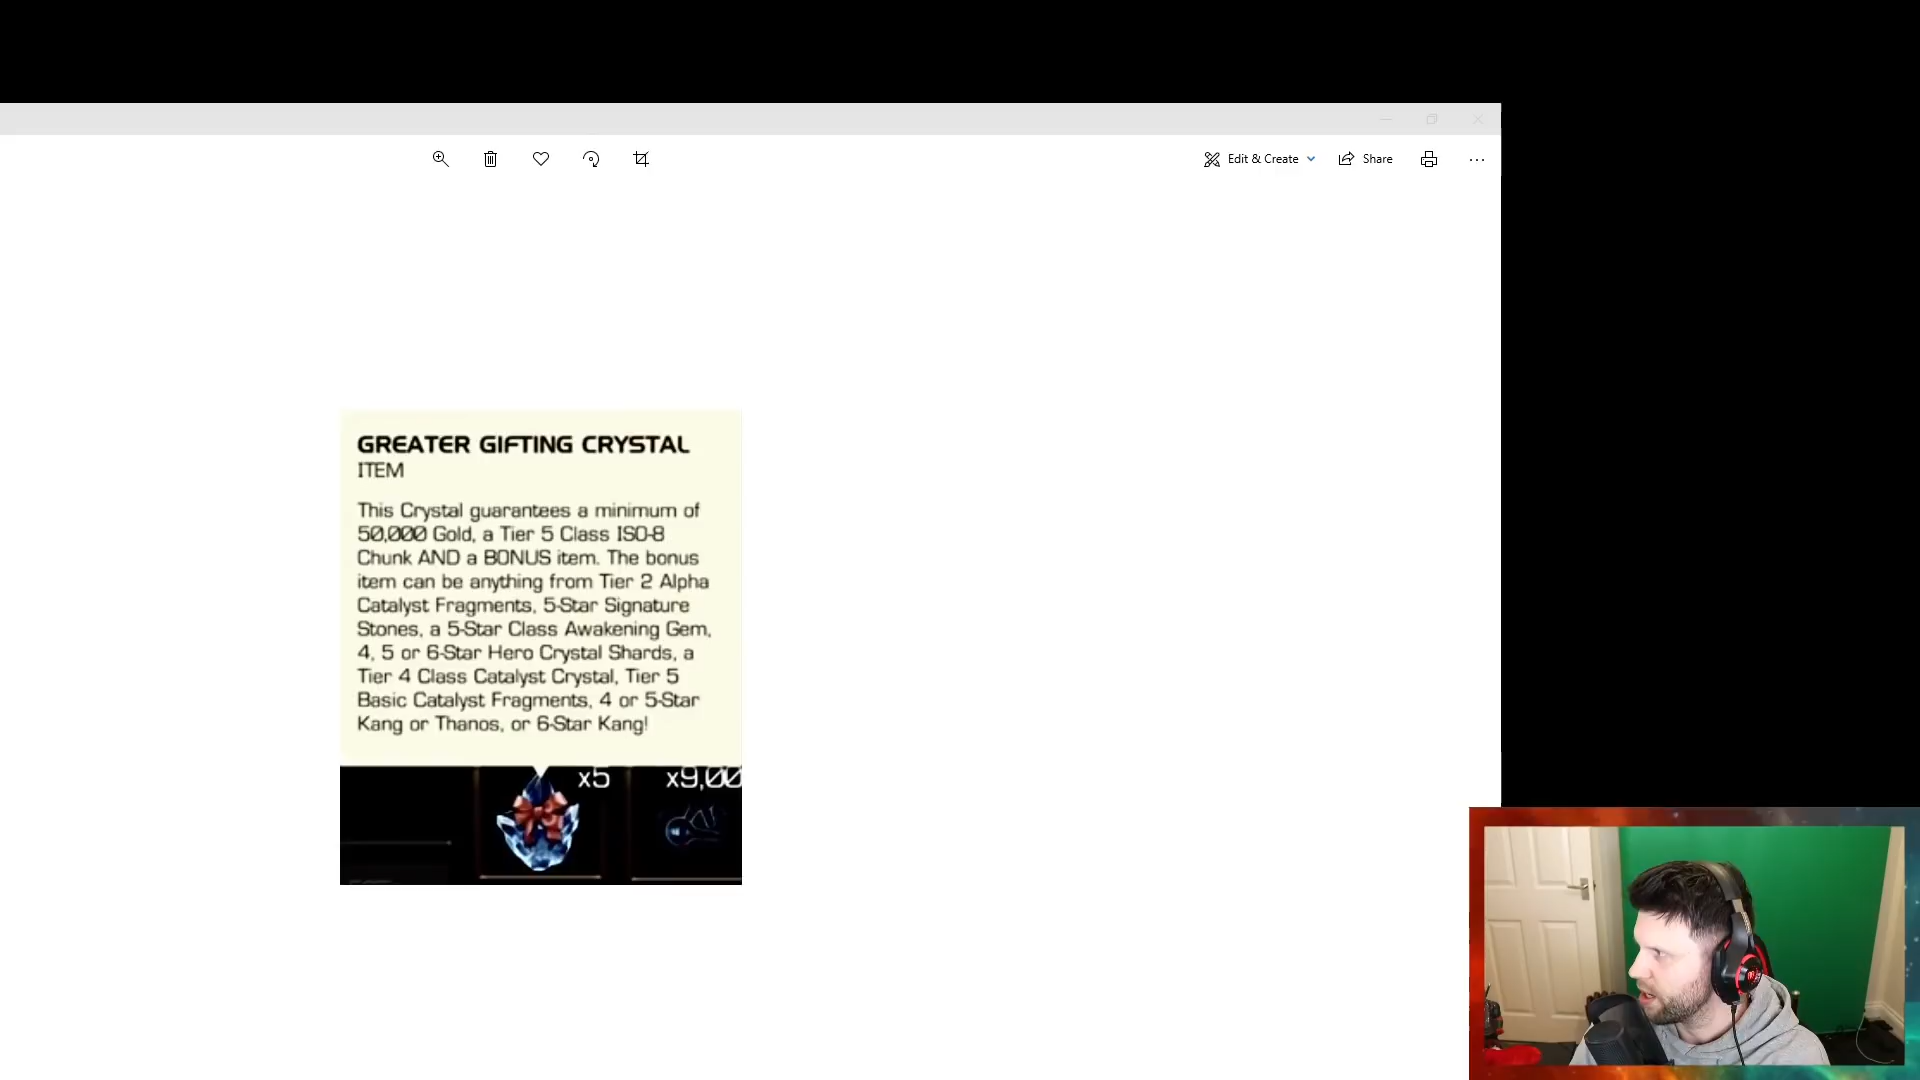 Edit & Create
Share
GREATER GIFTING CRYSTAL
ITEM
This Crystal guarantees a minimum of
50,000 Gold, a Tier 5 Class ISO-8
Chunk AND a BONUS item. The bonus
item can be anything from Tier 2 Alpha
Catalyst Fragments, 5-Star Signature
Stones, a 5-Star Class Awakening Gem,
4, 5 or 6-Star Hero Crystal Shards, a
Tier 4 Class Catalyst Crystal, Tier 5
Basic Catalyst Fragments, 4 or 5-Star
Kang or Thanos, or 6-Star Kang!
x5 x9,00